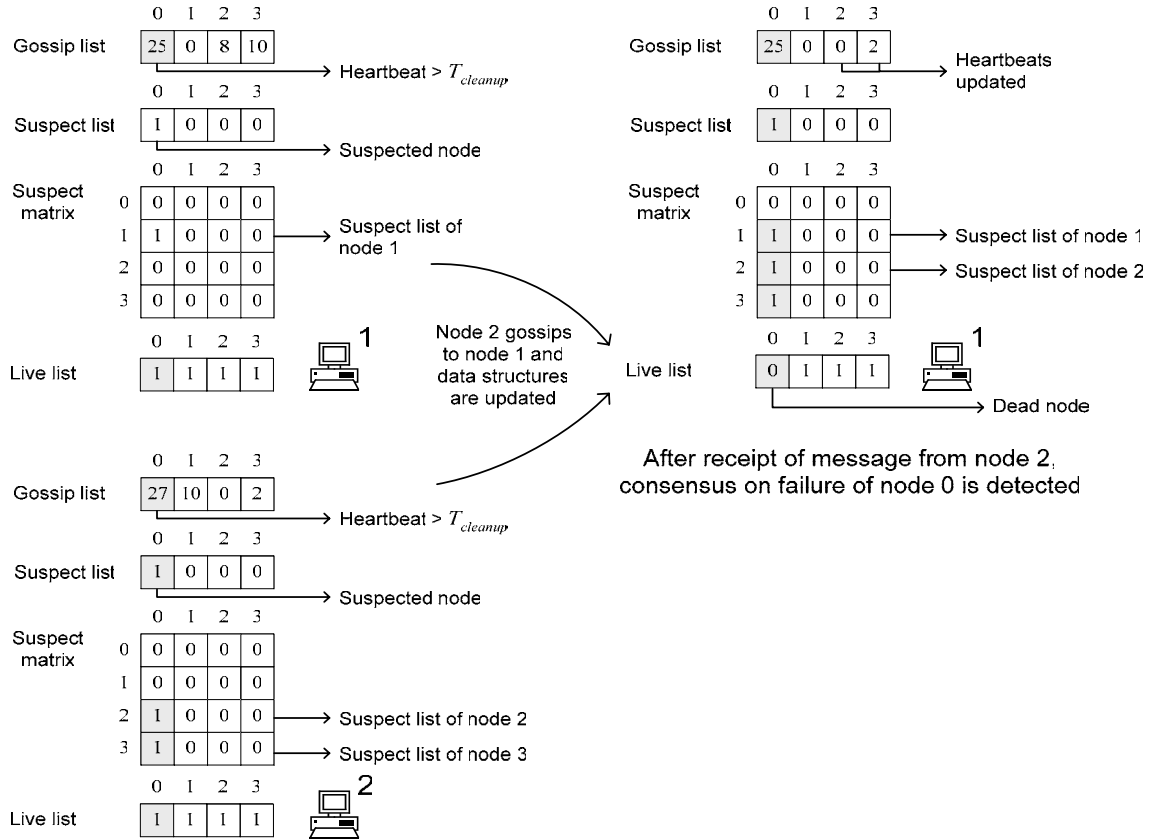 0 1 2 3
Gossip list 25 0 8 10
Heartbeat > T cleanup
0 1 2 3
Suspect list 1 0 0 0
Suspected node
0 1 2 3
Suspect
matrix
0 0 0 0 0
1 1 0 0 0
Suspect list of
node 1
2 0 0 0 0
3 0 0 0 0
0 1 2 3
Live list 1 1 1 1
1
Node 2 gossips
to node 1 and
data structures
are updated
0 1 2 3
Gossip list 27 10 0 2
Heartbeat > T cleanup
0 1 2 3
Suspect list 1 0 0 0
Suspected node
0 1 2 3
Suspect
matrix
0 0 0 0 0
1 0 0 0 0
2 1 0 0 0 Suspect list of node 2
3 1 0 0 0 Suspect list of node 3
0 1 2 3
Live list 1 1 1 1
2
0 1 2 3
Gossip list 25 0 0 2
Heartbeats
updated
0 1 2 3
Suspect list 1 0 0 0
0 1 2 3
Suspect
matrix
0 0 0 0 0
1 1 0 0 0 Suspect list of node 1
2 1 0 0 0 Suspect list of node 2
3 1 0 0 0
0 1 2 3
Live list 0 1 1 1
1
Dead node
After receipt of message from node 2,
consensus on failure of node 0 is detected